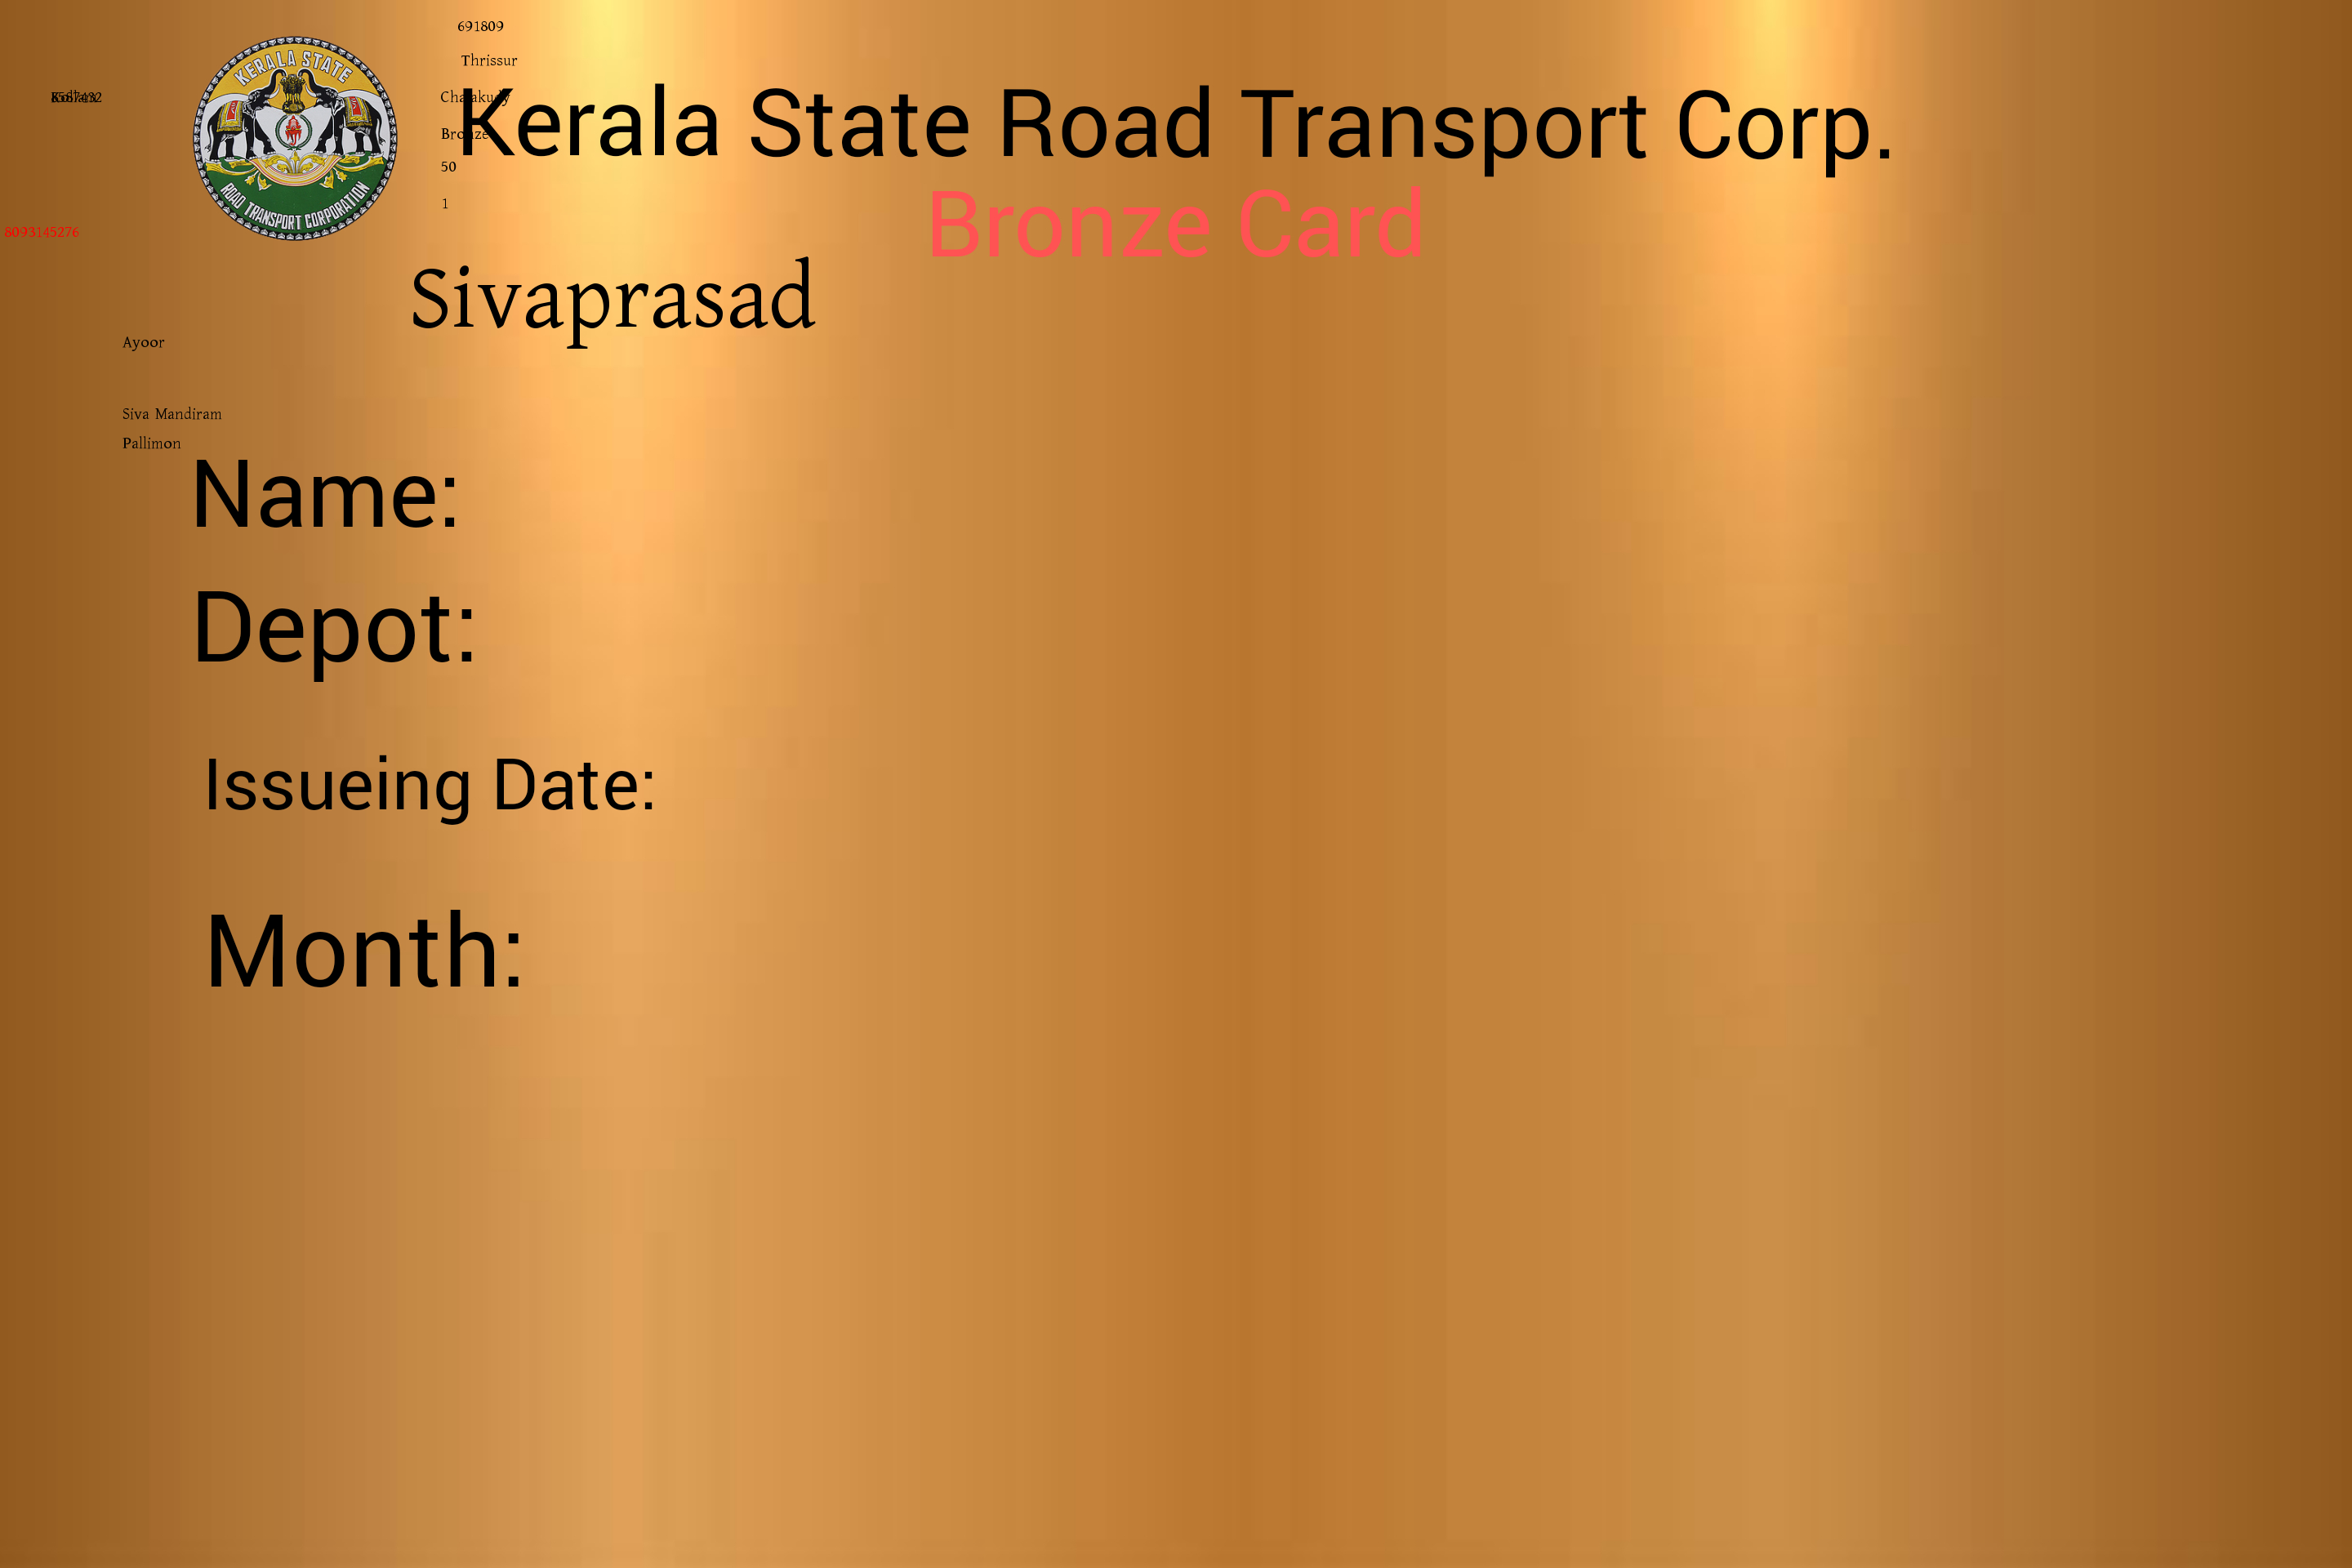 691809
Thrissur
KERALA STATE
ROAD TRANSPORT CORPORATION
Chalakudy
Kerala State Road Transport Corp.
Bronze
50
1
Bronze Card
8093145276
Sivaprasad
Ayoor
Siva Mandiram
Pallimon
Name:
Depot:
Issueing Date:
Month: